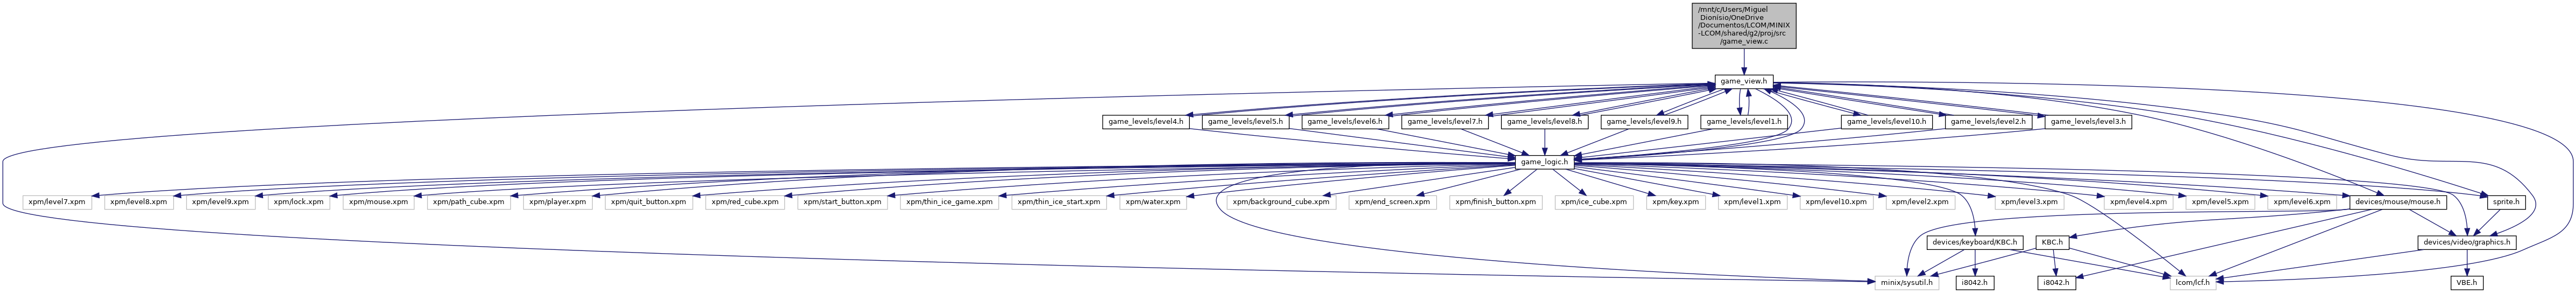 /mnt/c/Users/Miguel
Dionísio/OneDrive
/Documentos/LCOM/MINIX
-LCOM/shared/g2/proj/src
/game_view.c
game_view.h
game_levels/level4.h
game_levels/level5.h
game_levels/level6.h
game_levels/level7.h
game_levels/level8.h
game_levels/level9.h
game_levels/level1.h
game_levels/level10.h
game_levels/level2.h
game_levels/level3.h
game_logic.h
xpm/level7.xpm
xpm/level8.xpm
xpm/level9.xpm
xpm/lock.xpm
xpm/mouse.xpm
xpm/path_cube.xpm
xpm/player.xpm
xpm/quit_button.xpm
xpm/red_cube.xpm
xpm/start_button.xpm
xpm/thin_ice_game.xpm
xpm/thin_ice_start.xpm
xpm/water.xpm
xpm/background_cube.xpm
xpm/end_screen.xpm
xpm/finish_button.xpm
xpm/ice_cube.xpm
xpm/key.xpm
xpm/level1.xpm
xpm/level10.xpm
xpm/level2.xpm
xpm/level3.xpm
xpm/level4.xpm
xpm/level5.xpm
xpm/level6.xpm
devices/mouse/mouse.h
sprite.h
devices/keyboard/KBC.h
KBC.h
devices/video/graphics.h
minix/sysutil.h
i8042.h
i8042.h
lcom/lcf.h
VBE.h